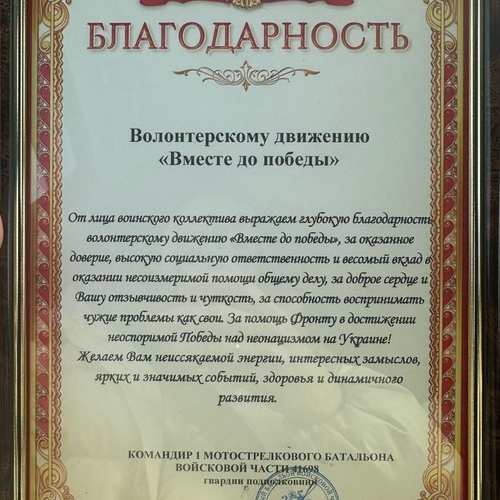 БЛАГОДАРНОСТЬ
Волонтерскому движению
«Вместе до победы»
От лица воинского коллектива выражаем глубокую благодарность
волонтерскому движению «Вместе до победы», за оказанное
доверие, высокую социальную ответственность и весомый вклад в
оказании несоизмеримой помощи общему делу, за доброе сердце и
Вашу отзывчивость и чуткость, за способность воспринимать
чужие проблемы как свои. За помощь Фронту в достижении
неоспоримой Победы над неонацизмом на Украине!
Желаем Вам неиссякаемой энергии, интересных замыслов,
ярких и значимых событий, здоровья и динамичного
развития.
КОМАНДИР 1 МОТОСТРЕЛКОВОГО БАТАЛЬОНА
ВОЙСКОВОЙ ЧАСТИ 41698
гвардии подполковник